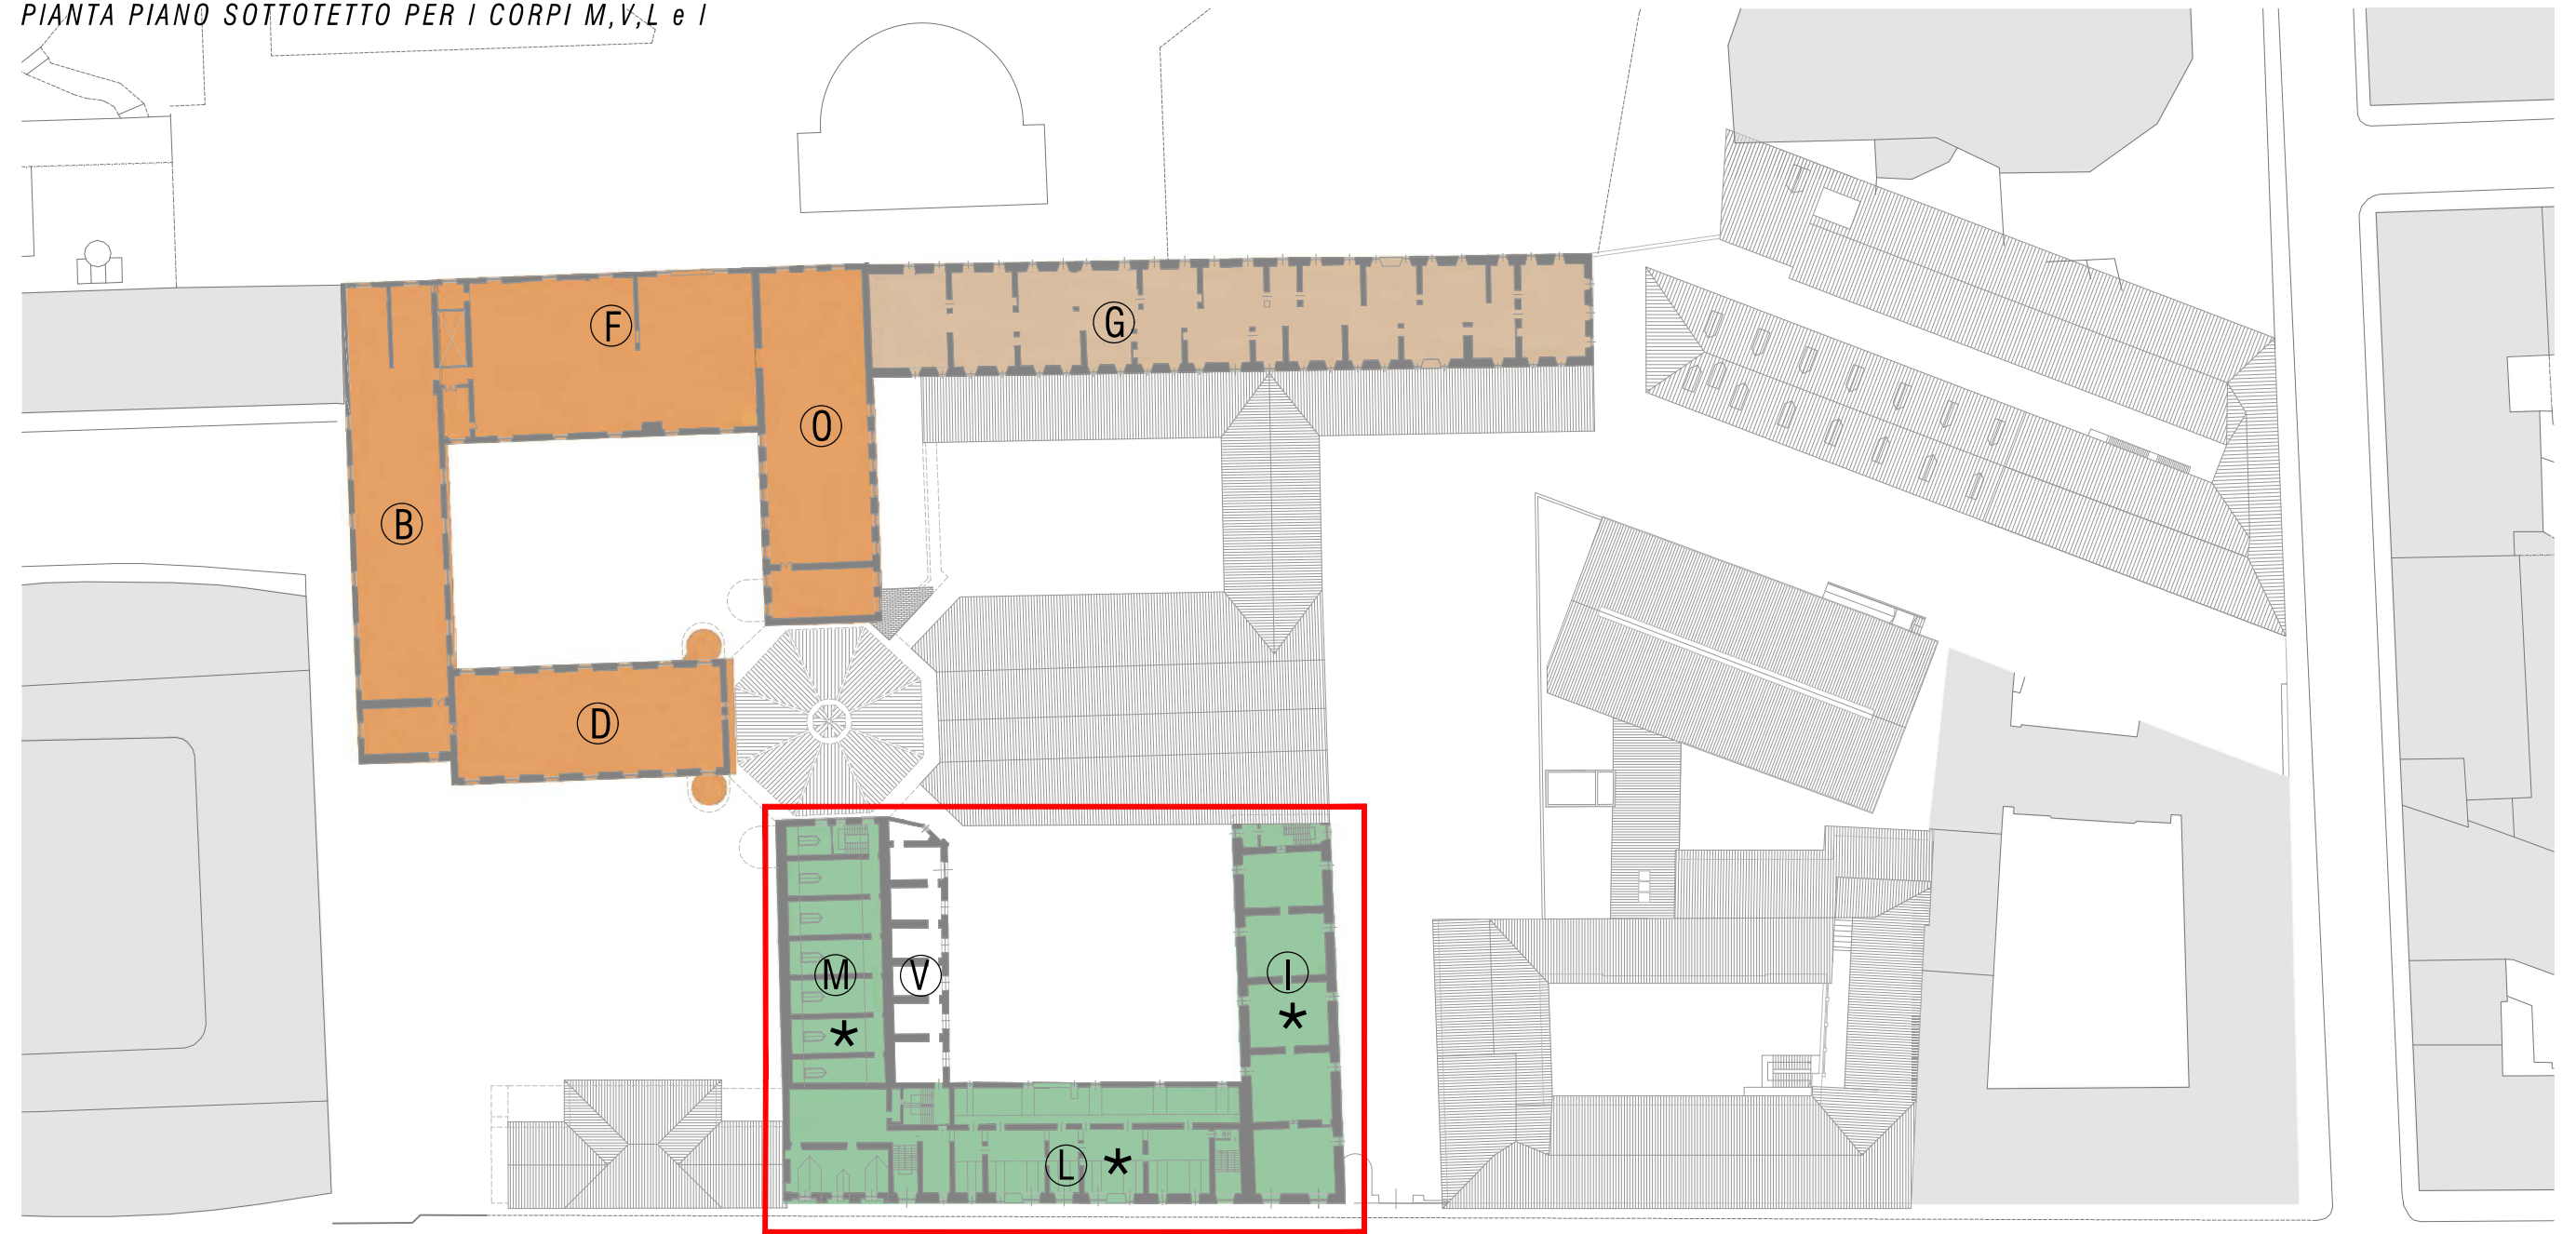 PIANTA PIANO SOTTOTETTO PER I CORPI M,V,L e I
F
G
O
B
D
M
V
I
*
*
L *